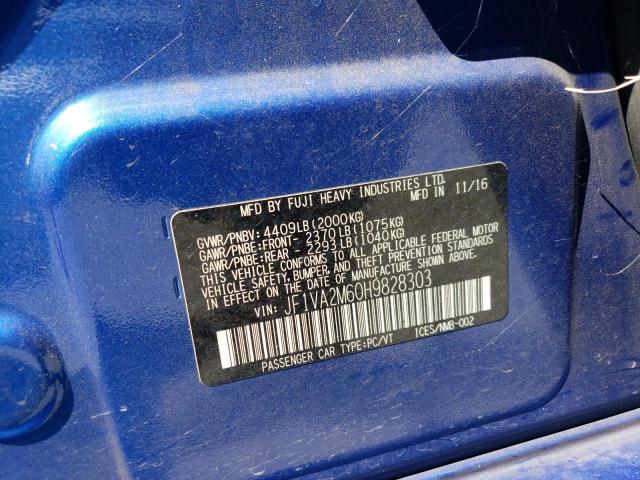 MFD BY FUJI HEAVY INDUSTRIES LTD.
MFD IN 11/16
GVWR/PNBV: 4409LB(2000KG)
GAWR/PNBE:FRONT- 2370LB(1075KG)
GAWR/PNBE:REAR - 2293LB(1040KG)
THIS VEHICLE CONFORMS TO ALL APPLICABLE FEDERAL MOTOR
VEHICLE SAFETY, BUMPER, AND THEFT PREVENTION STANDARDS
IN EFFECT ON THE DATE OF MANUFACTURE SHOWN ABOVE.
VIN: JF1VA2M60H9828303
PASSENGER CAR TYPE:PC/VT ICES/NMB-002